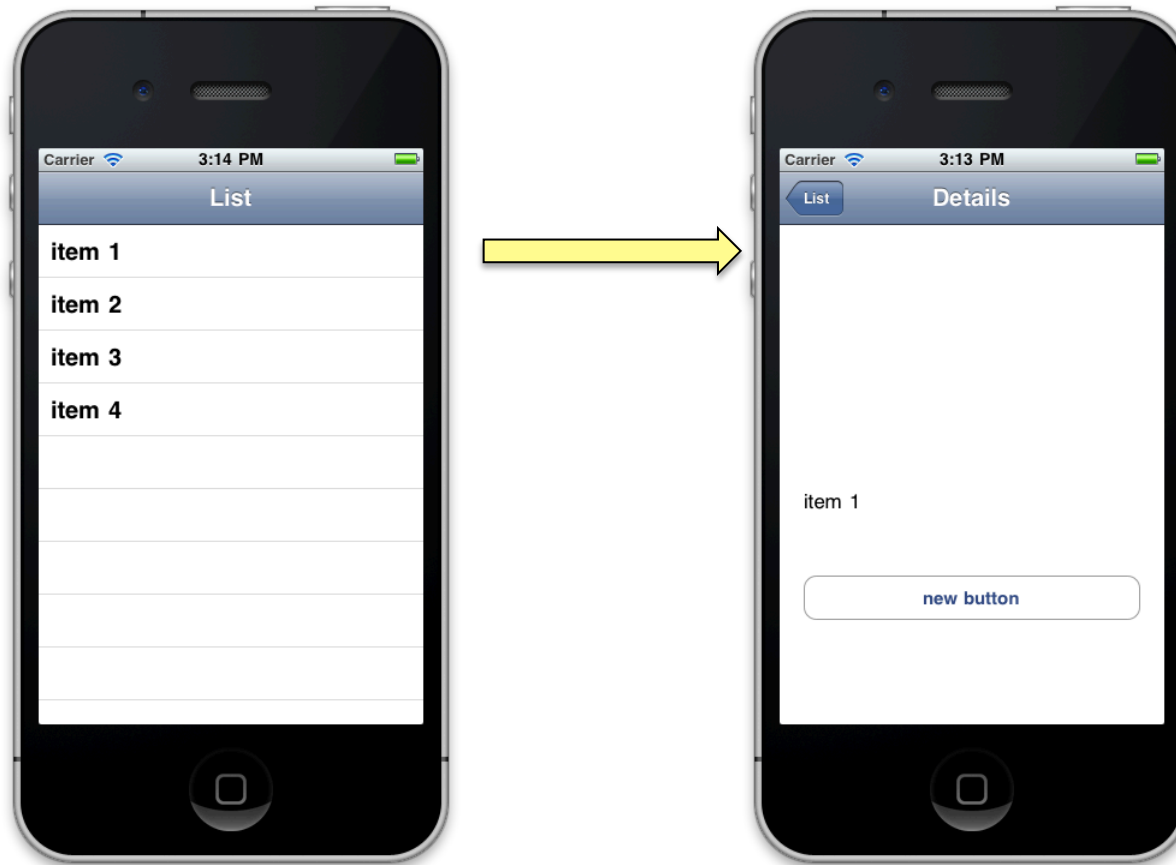 Carrier 3:14 PM
List
item 1
item 2
item 3
item 4
Carrier 3:13 PM
List Details
item 1
new button